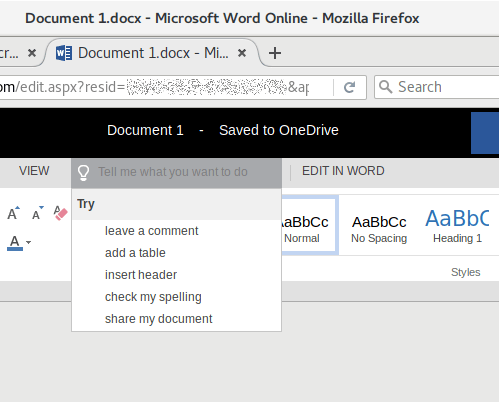 Document 1.docx - Microsoft Word Online - Mozilla Firefox
cr... Document 1.docx - Mi...
om/edit.aspx?resid= &ap Search
Document 1 - Saved to OneDrive
VIEW Tell me what you want to do EDIT IN WORD
Try
leave a comment
add a table
insert header
check my spelling
share my document
A A
A
AaBbCc AaBbCc AaBbC
Normal No Spacing Heading 1
Styles